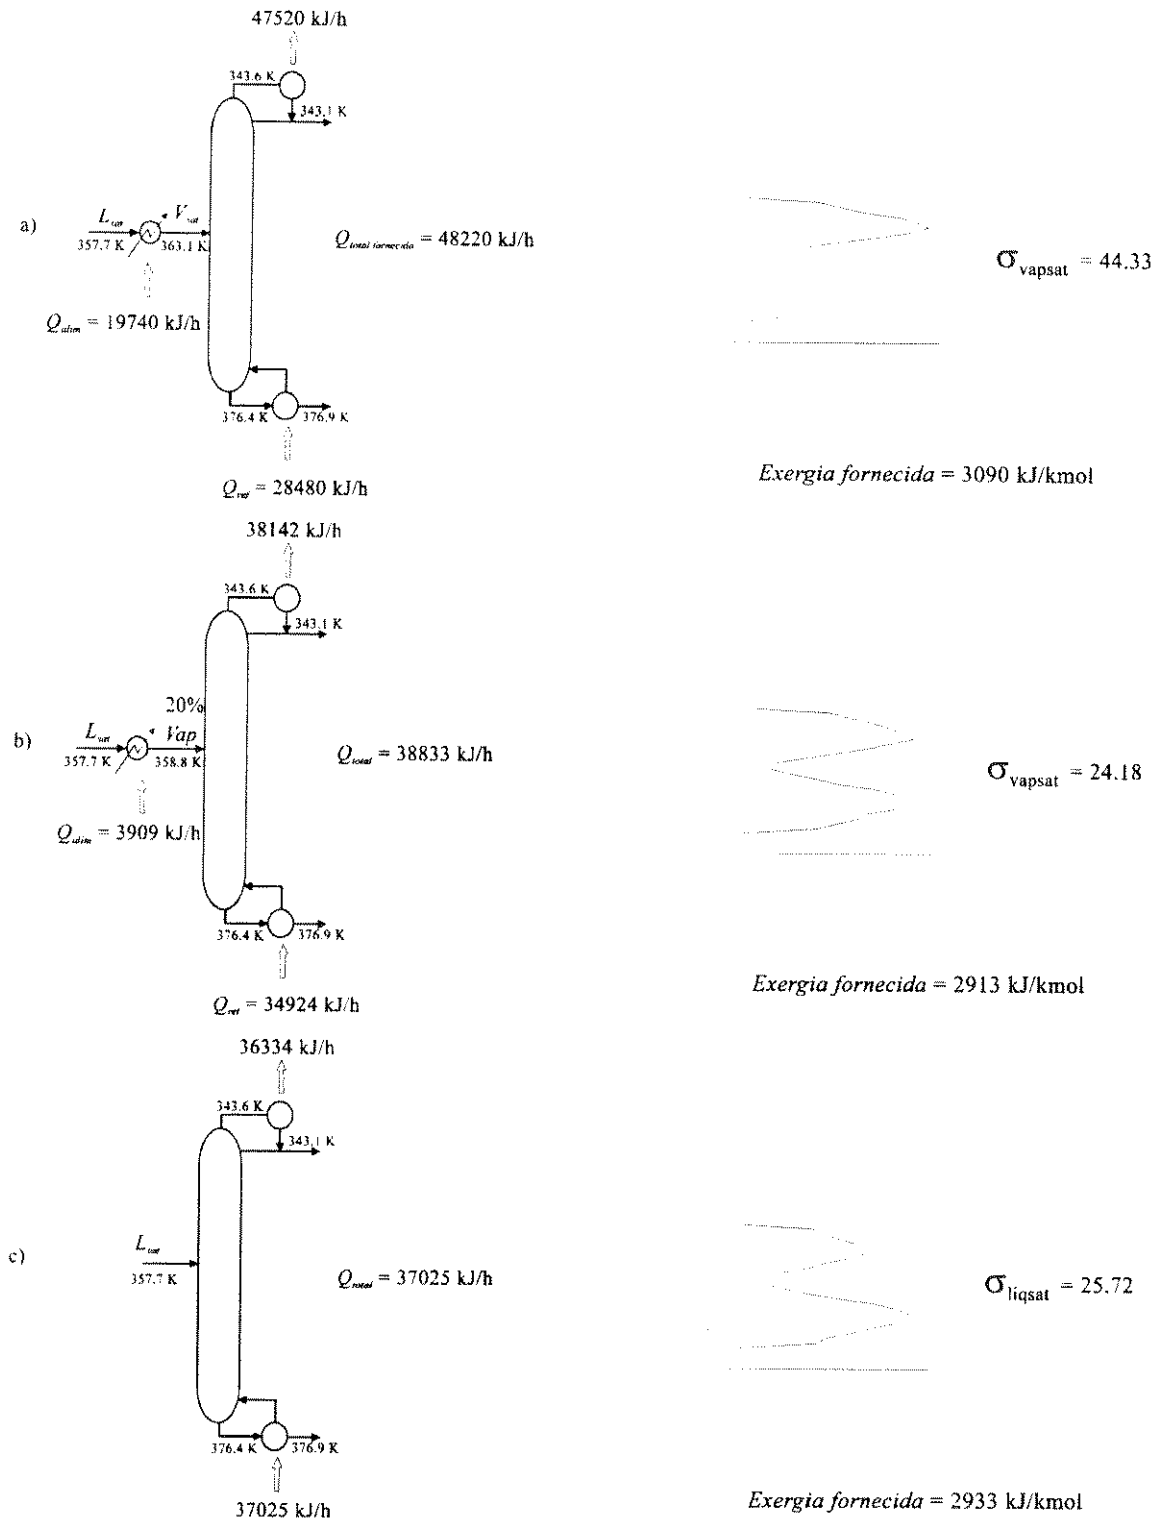 47520 kJ/h
343.6 K
343.1 K
a)
L_sat
V_sat
357.7 K
363.1 K
Q_total fornecida = 48220 kJ/h
σ_vapsat = 44.33
Q_alim = 19740 kJ/h
376.4 K
376.9 K
Q_ref = 28480 kJ/h
Exergia fornecida = 3090 kJ/kmol
38142 kJ/h
343.6 K
343.1 K
20%
b)
L_sat
Vap
357.7 K
358.8 K
Q_total = 38833 kJ/h
σ_vapsat = 24.18
Q_alim = 3909 kJ/h
376.4 K
376.9 K
Q_ref = 34924 kJ/h
Exergia fornecida = 2913 kJ/kmol
36334 kJ/h
343.6 K
343.1 K
c)
L_sat
357.7 K
Q_total = 37025 kJ/h
σ_líqsat = 25.72
376.4 K
376.9 K
37025 kJ/h
Exergia fornecida = 2933 kJ/kmol